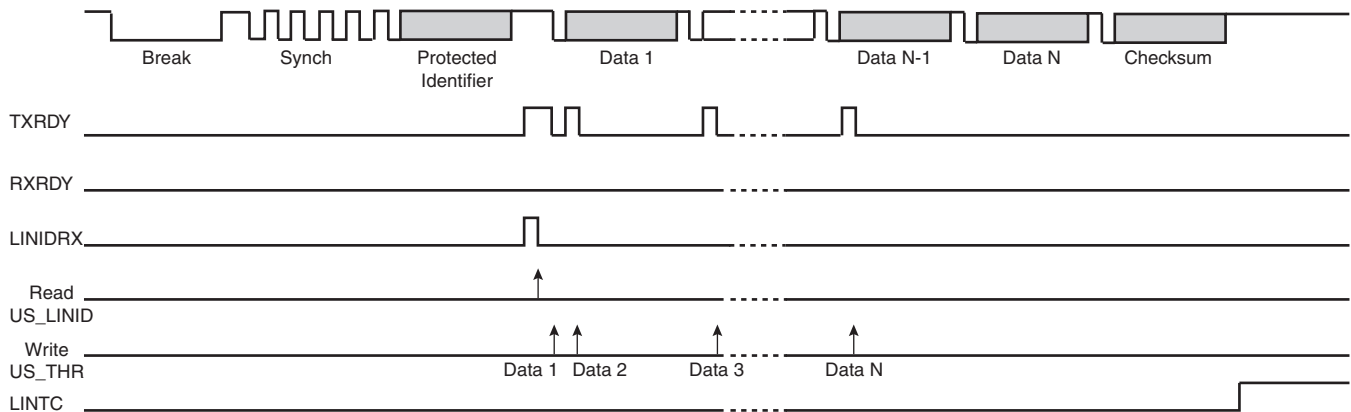 Break
Synch
Protected
Identifier
Data 1
Data N-1
Data N
Checksum
TXRDY
RXRDY
LINIDRX
Read
US_LINID
Write
US_THR
Data 1
Data 2
Data 3
Data N
LINTC